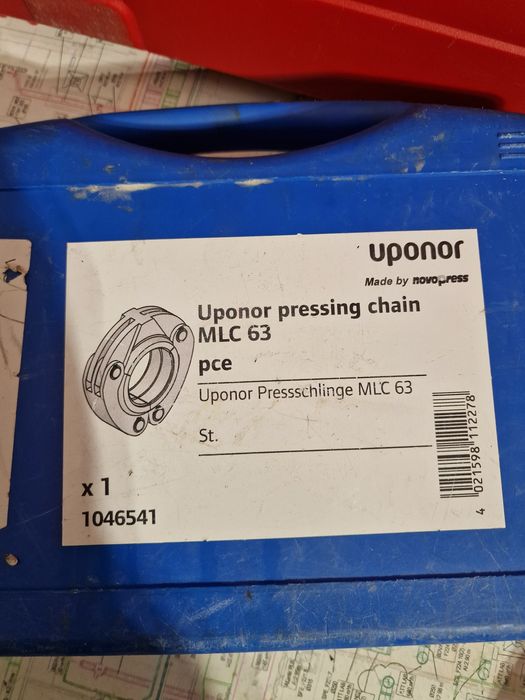 uponor
Made by novopress
Uponor pressing chain
MLC 63
pce
Uponor Pressschlinge MLC 63
St.
x 1
1046541
4 021598 112278